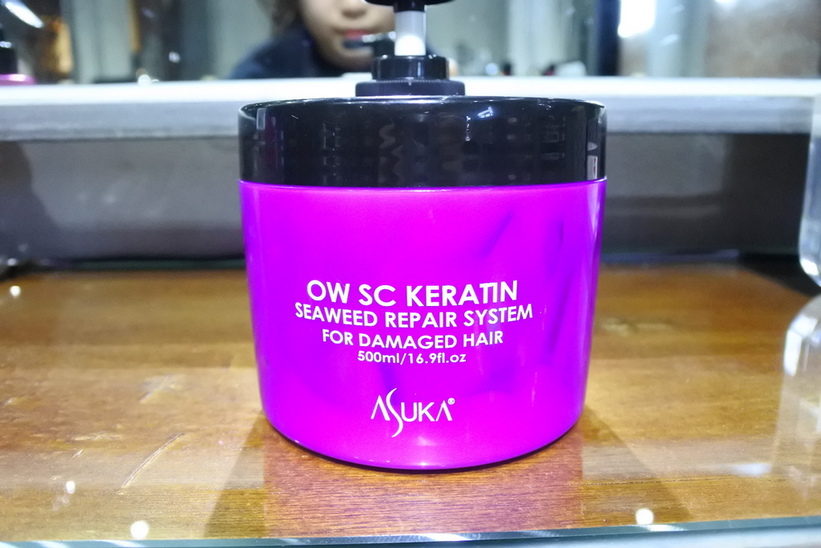 OW SC KERATIN
SEAWEED REPAIR SYSTEM
FOR DAMAGED HAIR
500ml/16.9fl.oz
ASUKA®